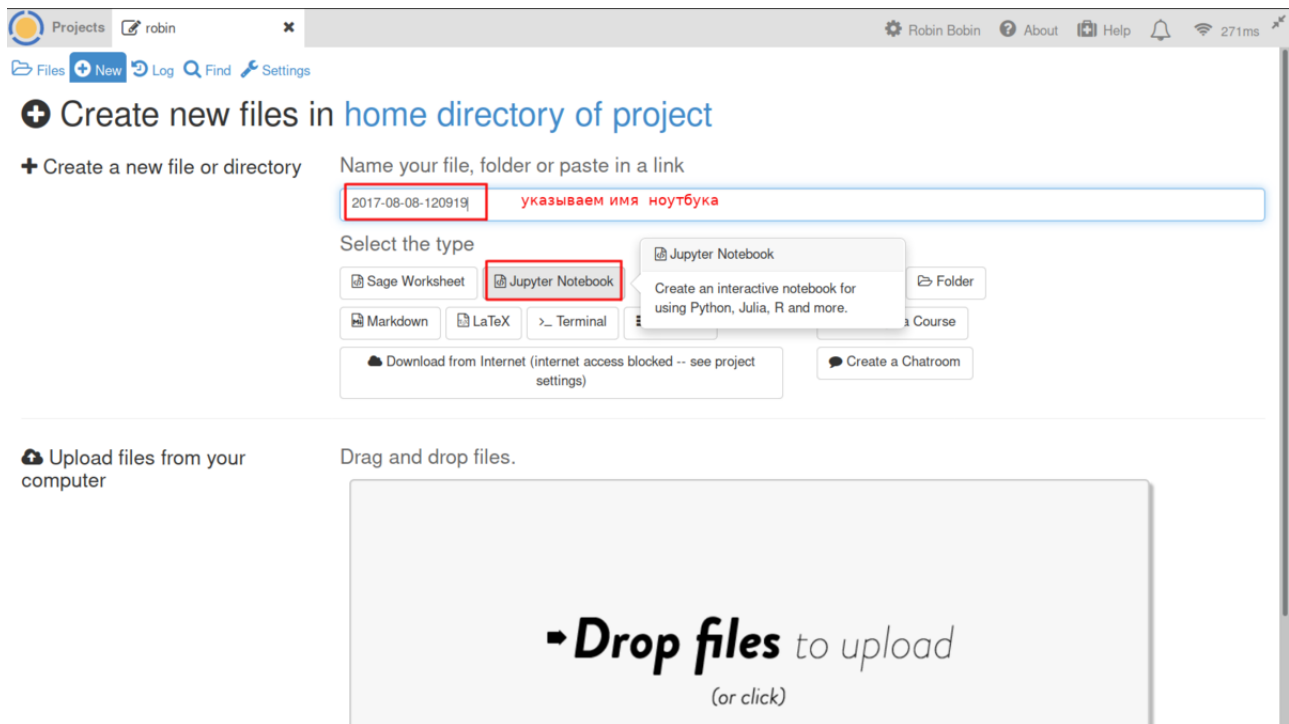 Projects robin Robin Bobin About Help 271ms
Files New Log Find Settings
Create new files in home directory of project
Create a new file or directory
Name your file, folder or paste in a link
2017-08-08-120919 указываем имя ноутбука
Select the type
Sage Worksheet Jupyter Notebook Folder
Jupyter Notebook
Create an interactive notebook for
using Python, Julia, R and more.
Markdown LaTeX >_ Terminal Course
Download from Internet (internet access blocked -- see project
settings)
Create a Chatroom
Upload files from your
computer
Drag and drop files.
Drop files to upload
(or click)